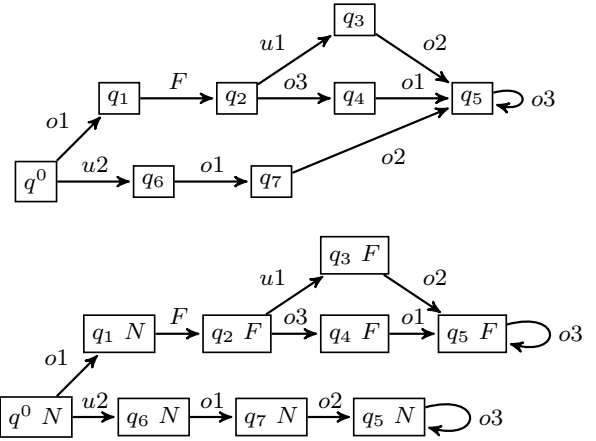 q3
u1 o2
q1 F q2 o3 q4 o1 q5 o3
o1
q⁰ u2 q6 o1 q7 o2
q3 F
u1 o2
q1 N F q2 F o3 q4 F o1 q5 F o3
o1
q⁰ N u2 q6 N o1 q7 N o2 q5 N o3